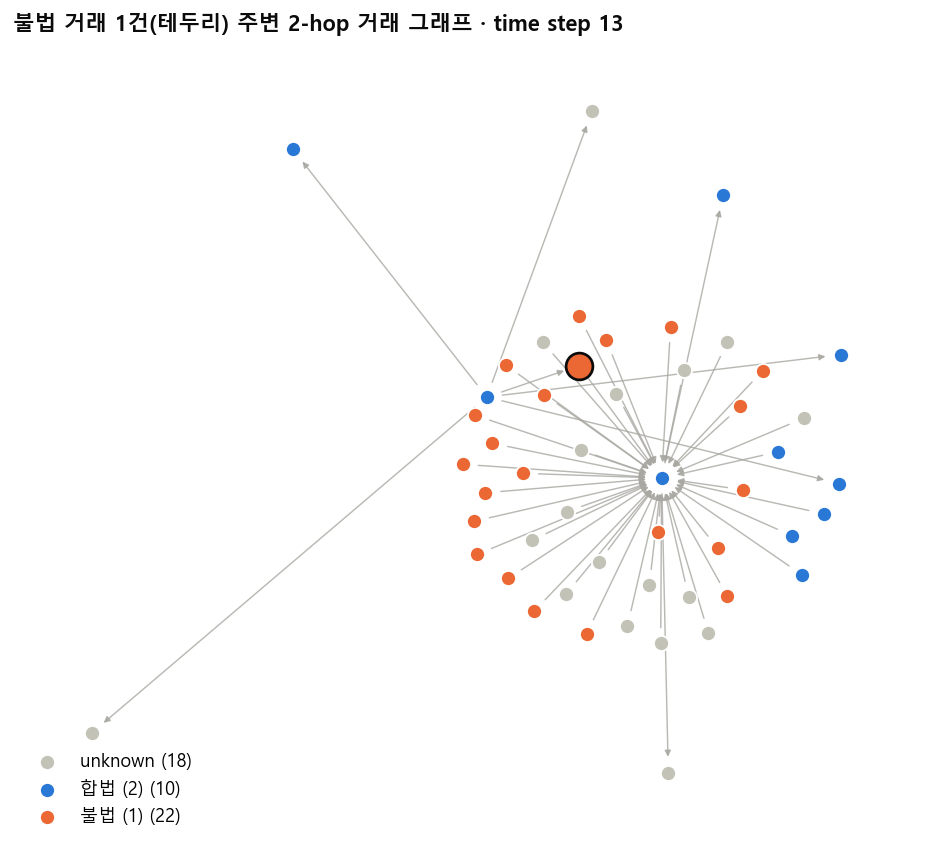 불법 거래 1건(테두리) 주변 2-hop 거래 그래프 · time step 13
unknown (18)
합법 (2) (10)
불법 (1) (22)